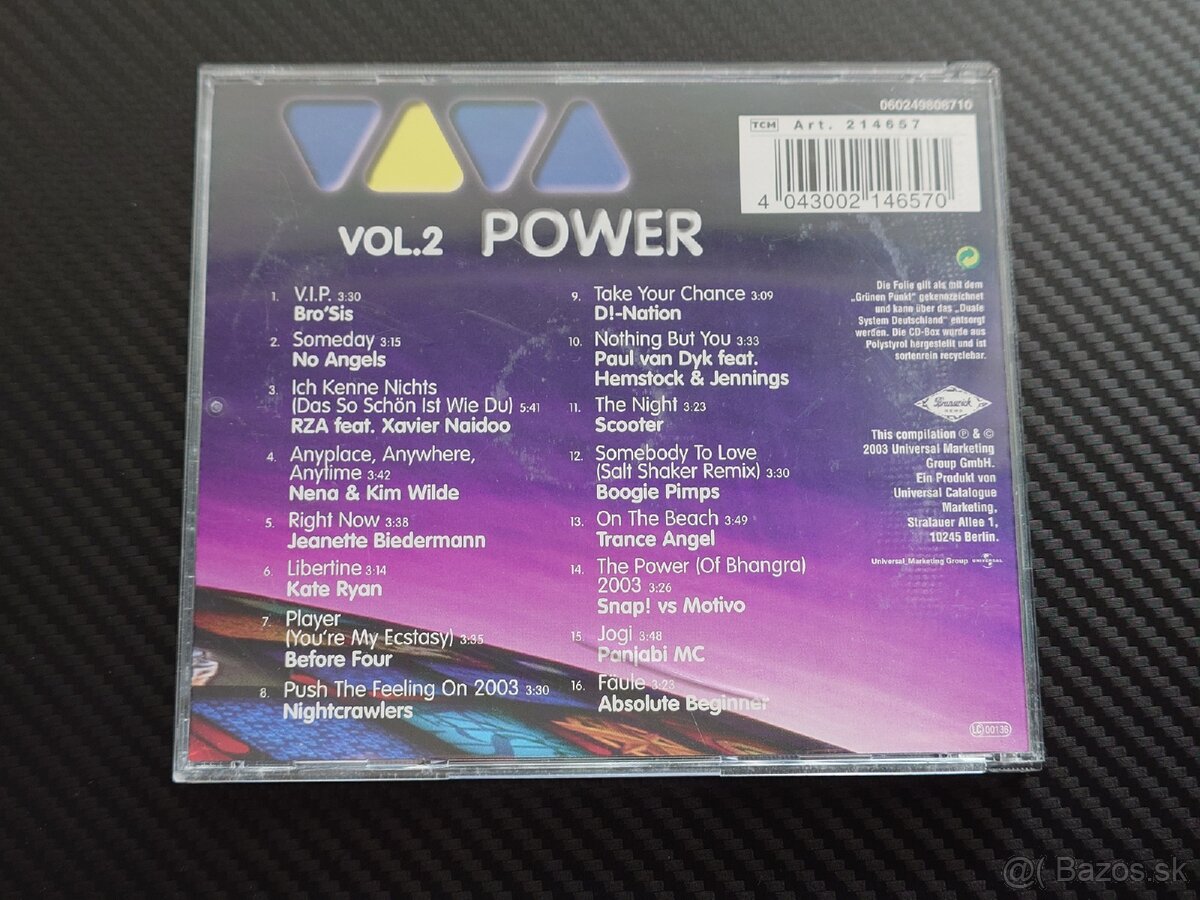 VIVA
060249808710
TCM Art. 214657
4 043002 146570
VOL.2 POWER
1. V.I.P. 3:30
Bro'Sis
2. Someday 3:15
No Angels
3. Ich Kenne Nichts
(Das So Schön Ist Wie Du) 5:41
RZA feat. Xavier Naidoo
4. Anyplace, Anywhere,
Anytime 3:42
Nena & Kim Wilde
5. Right Now 3:38
Jeanette Biedermann
6. Libertine 3:14
Kate Ryan
7. Player
(You're My Ecstasy) 3:35
Before Four
8. Push The Feeling On 2003 3:30
Nightcrawlers
9. Take Your Chance 3:09
D!-Nation
10. Nothing But You 3:33
Paul van Dyk feat.
Hemstock & Jennings
11. The Night 3:23
Scooter
12. Somebody To Love
(Salt Shaker Remix) 3:30
Boogie Pimps
13. On The Beach 3:49
Trance Angel
14. The Power (Of Bhangra)
2003 3:26
Snap! vs Motivo
15. Jogi 3:48
Panjabi MC
16. Fäule 3:23
Absolute Beginner
Die Folie gilt als mit dem
„Grünen Punkt" gekennzeichnet
und kann über das „Duale
System Deutschland" entsorgt
werden. Die CD-Box wurde aus
Polystyrol hergestellt und ist
sortenrein recyclebar.
Brunswick
NEWS
This compilation ℗ & ©
2003 Universal Marketing
Group GmbH.
Ein Produkt von
Universal Catalogue
Marketing,
Stralauer Allee 1,
10245 Berlin.
Universal Marketing Group UNIVERSAL
LC 00136
@( Bazos.sk